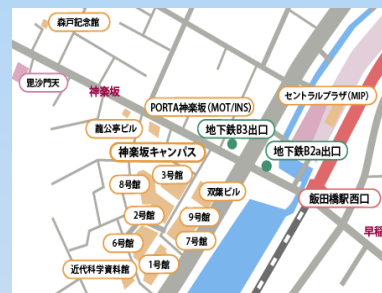 森戸記念館
毘沙門天
神楽坂
PORTA神楽坂(MOT/INS)
セントラルプラザ(MIP)
龍公亭ビル
地下鉄B3出口
神楽坂キャンパス
地下鉄B2a出口
3号館
8号館
双葉ビル
飯田橋駅西口
2号館
9号館
早稲
6号館
7号館
近代科学資料館
1号館